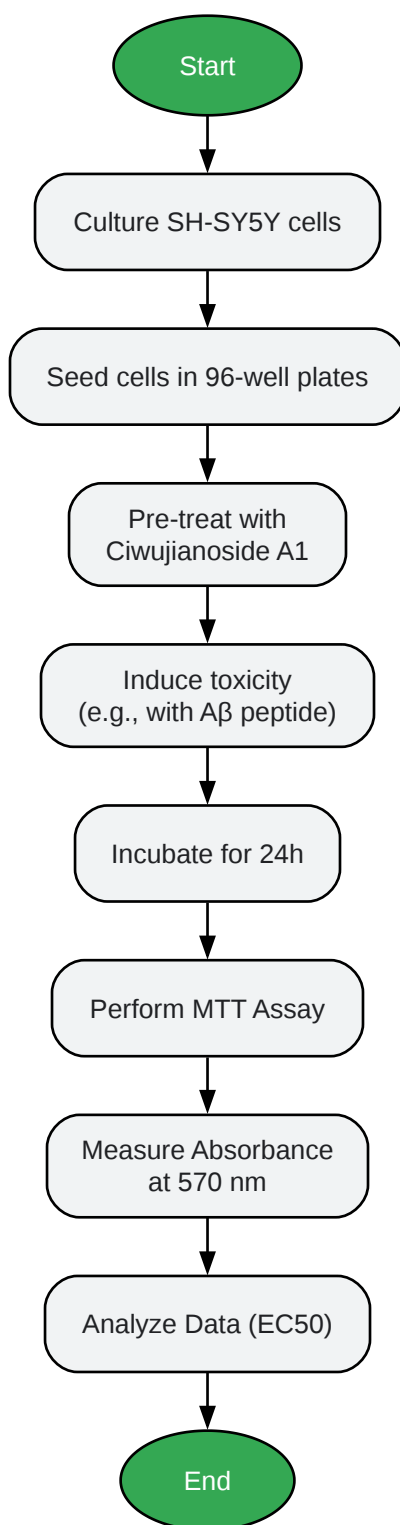 Start
Culture SH-SY5Y cells
Seed cells in 96-well plates
Pre-treat with
Ciwujianoside A1
Induce toxicity
(e.g., with Aβ peptide)
Incubate for 24h
Perform MTT Assay
Measure Absorbance
at 570 nm
Analyze Data (EC50)
End